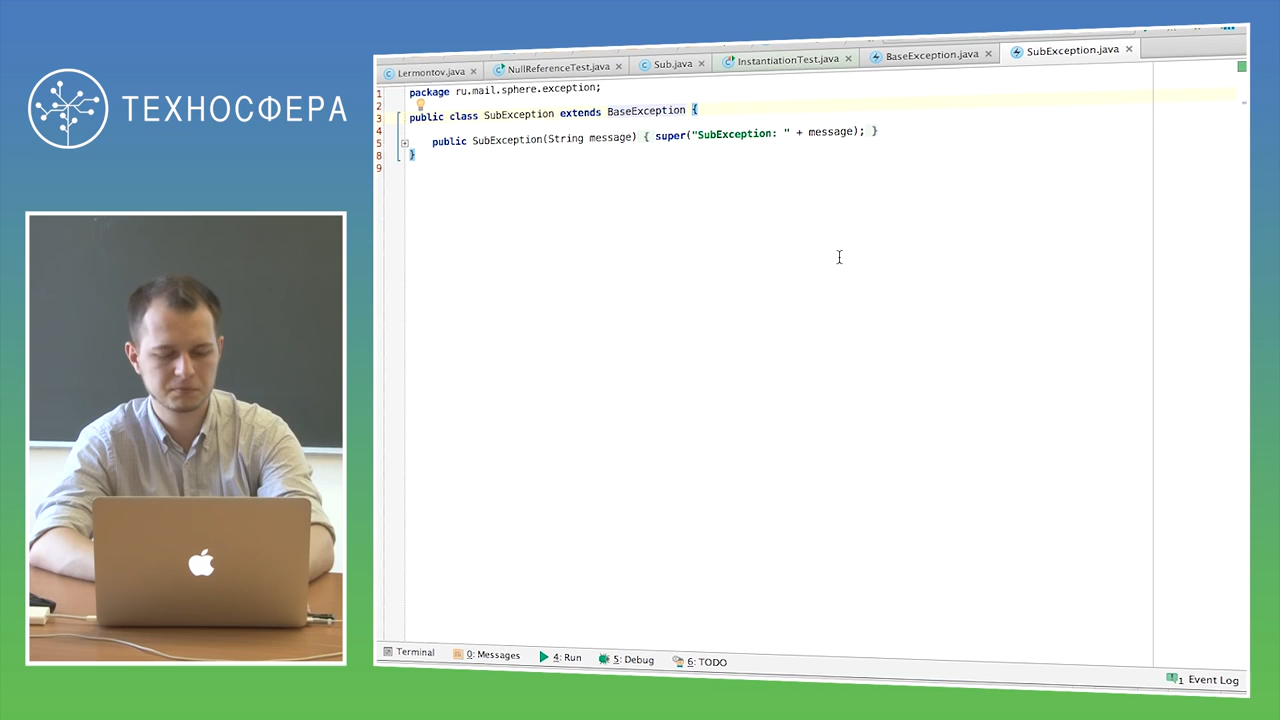 ТЕХНОСФЕРА
Lermontov.java
NullReferenceTest.java
Sub.java
InstantiationTest.java
BaseException.java
SubException.java
1 package ru.mail.sphere.exception;
2
3 public class SubException extends BaseException {
4
5 public SubException(String message) { super("SubException: " + message); }
8 }
9
Terminal
0: Messages
4: Run
5: Debug
6: TODO
1 Event Log